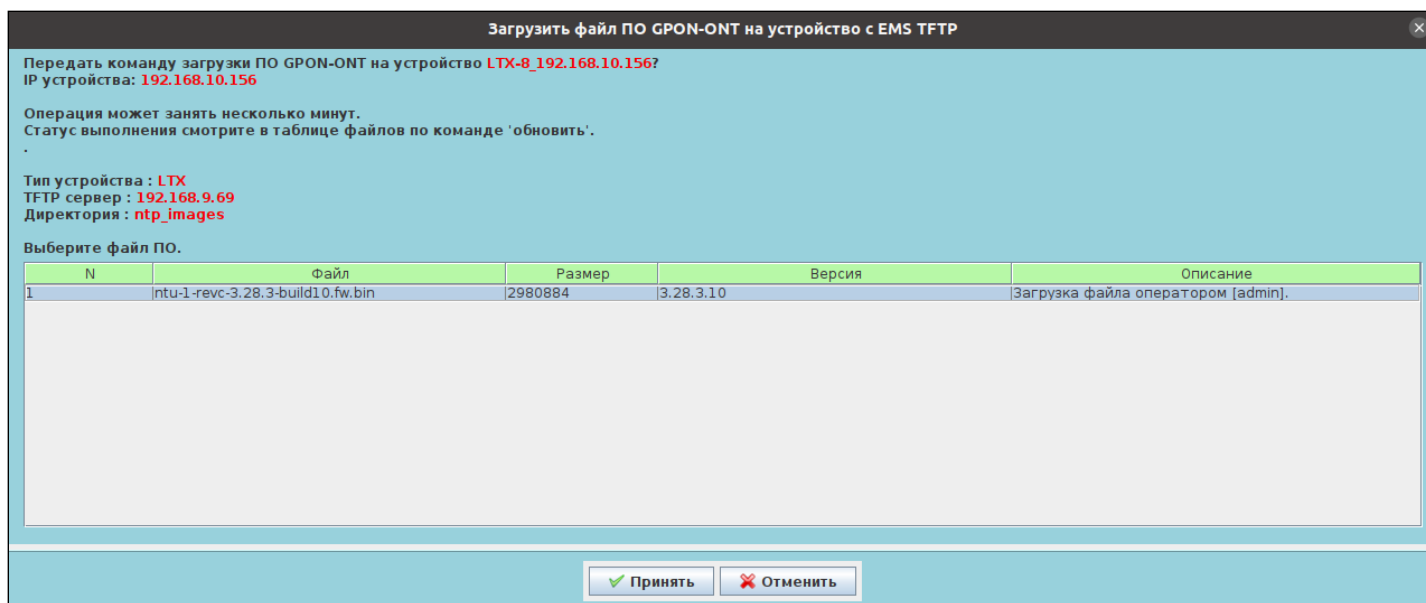 Загрузить файл ПО GPON-ONT на устройство с EMS TFTP
Передать команду загрузки ПО GPON-ONT на устройство LTX-8_192.168.10.156?
IP устройства: 192.168.10.156
Операция может занять несколько минут.
Статус выполнения смотрите в таблице файлов по команде 'обновить'.
.
Тип устройства : LTX
TFTP сервер : 192.168.9.69
Директория : ntp_images
Выберите файл ПО.
N Файл Размер Версия Описание
1 |ntu-1-revc-3.28.3-build10.fw.bin |2980884 |3.28.3.10 |Загрузка файла оператором [admin].
Принять Отменить